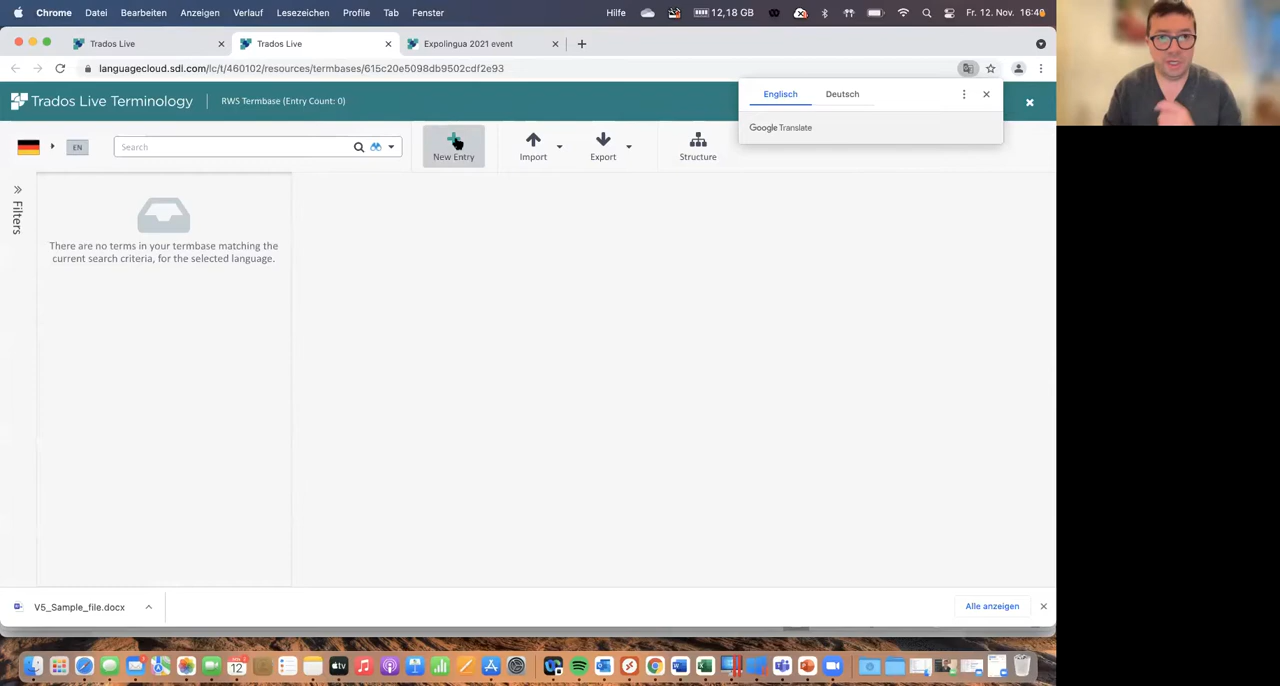 Chrome Datei Bearbeiten Anzeigen Verlauf Lesezeichen Profile Tab Fenster Hilfe 12,18 GB Fr. 12. Nov. 16:4
Trados Live Trados Live Expolingua 2021 event
languagecloud.sdl.com/lc/t/460102/resources/termbases/615c20e5098db9502cdf2e93
Trados Live Terminology RWS Termbase (Entry Count: 0)
Englisch Deutsch
Google Translate
EN Search
New Entry Import Export Structure
Filters
There are no terms in your termbase matching the
current search criteria, for the selected language.
V5_Sample_file.docx Alle anzeigen
12
tv